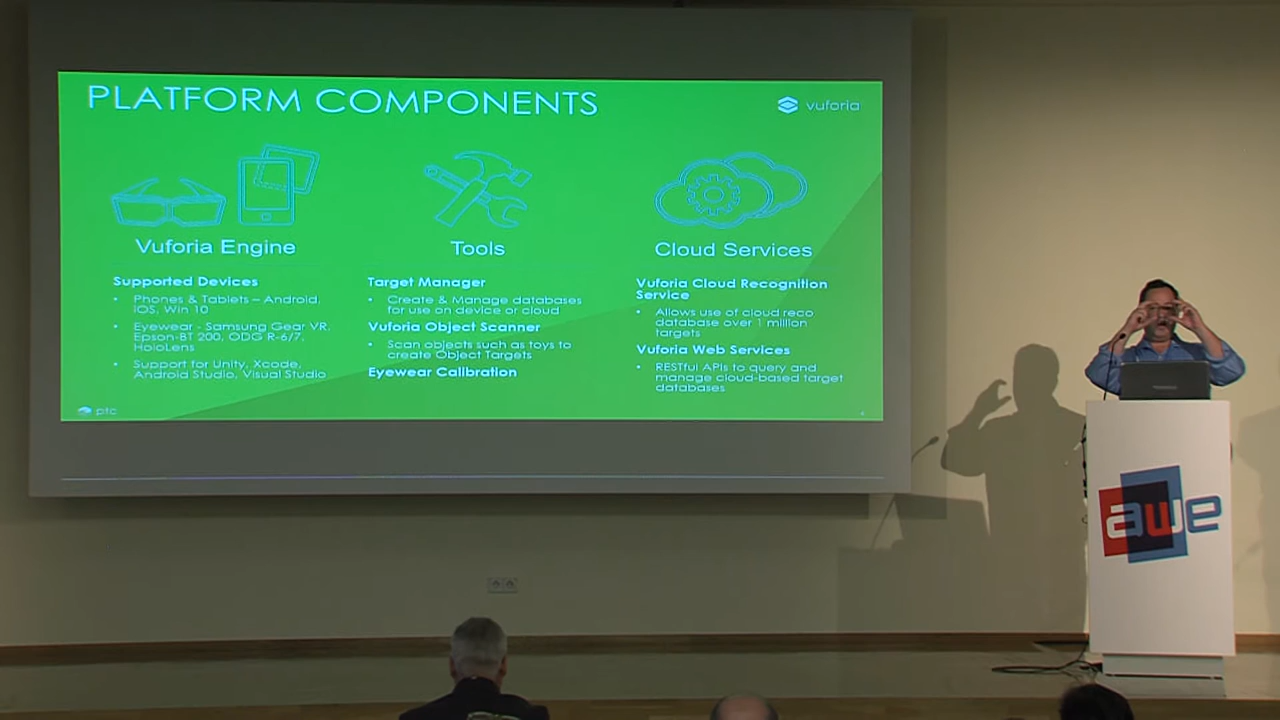 PLATFORM COMPONENTS
vuforia
Vuforia Engine
Supported Devices
• Phones & Tablets – Android,
iOS, Win 10
• Eyewear - Samsung Gear VR,
Epson-BT 200, ODG R-6/7,
HoloLens
• Support for Unity, Xcode,
Android Studio, Visual Studio
Tools
Target Manager
• Create & Manage databases
for use on device or cloud
Vuforia Object Scanner
• Scan objects such as toys to
create Object Targets
Eyewear Calibration
Cloud Services
Vuforia Cloud Recognition
Service
• Allows use of cloud reco
database over 1 million
targets
Vuforia Web Services
• RESTful APIs to query and
manage cloud-based target
databases
ptc
awe